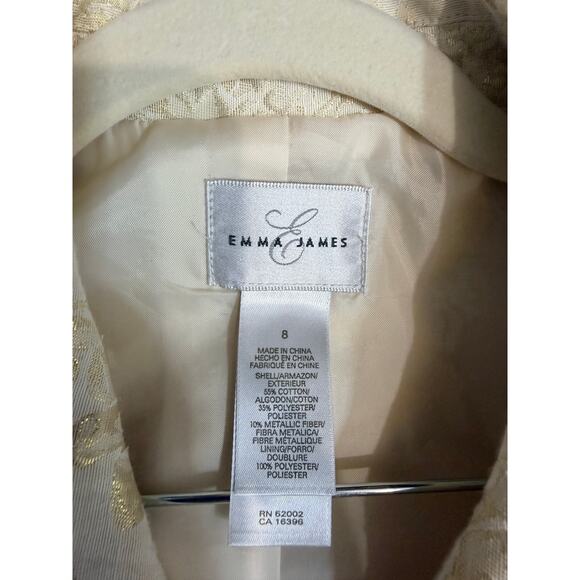 E
EMMA JAMES
8
MADE IN CHINA
HECHO EN CHINA
FABRIQUÉ EN CHINE
SHELL/ARMAZON/
EXTERIEUR
55% COTTON/
ALGODON/COTON
35% POLYESTER/
POLIESTER
10% METALLIC FIBER/
FIBRA METALICA/
FIBRE MÉTALLIQUE
LINING/FORRO/
DOUBLURE
100% POLYESTER/
POLIESTER
RN 62002
CA 16396